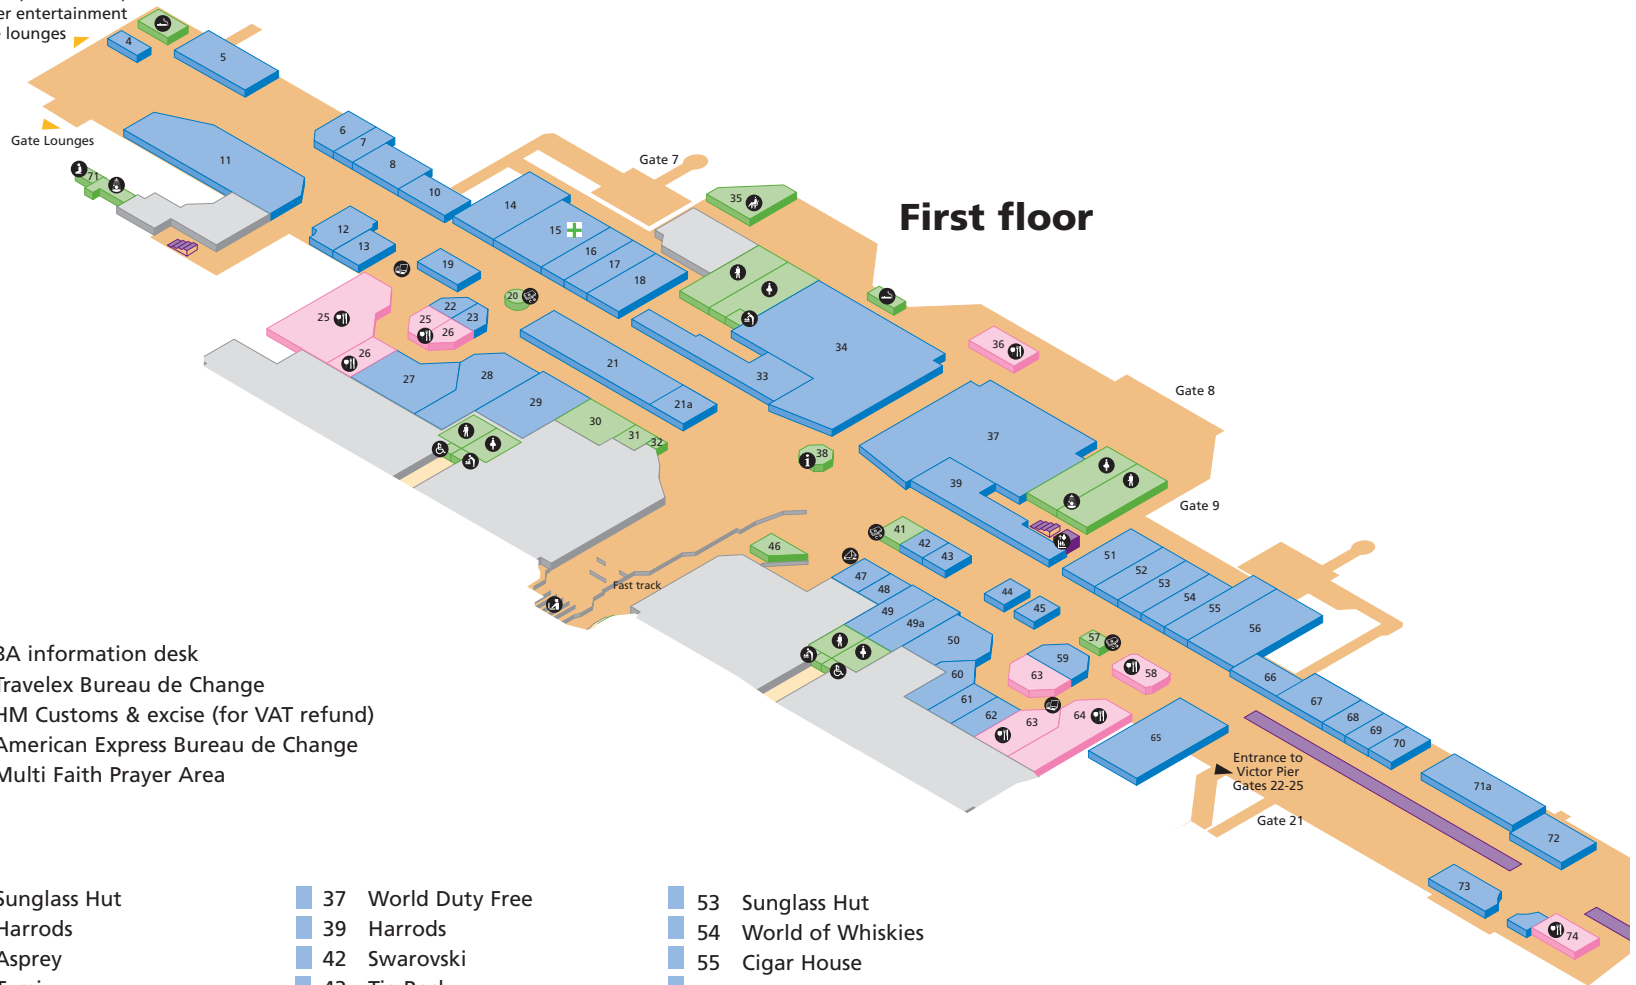 er entertainment
lounges
4
5
Gate Lounges
11
71
6
7
8
10
12
13
19
14
15
16
17
18
20
22
23
25
26
25
26
27
28
29
30
31
32
21
21a
Gate 7
35
First floor
33
34
36
Gate 8
37
38
39
Gate 9
41
42
43
46
Fast track
44
45
47
48
49
49a
50
51
52
53
54
55
56
57
58
59
60
61
62
63
63
64
65
66
67
68
69
70
Entrance to
Victor Pier
Gates 22-25
Gate 21
71a
72
73
74
BA information desk
Travelex Bureau de Change
HM Customs & excise (for VAT refund)
American Express Bureau de Change
Multi Faith Prayer Area
Sunglass Hut
Harrods
Asprey
37 World Duty Free
39 Harrods
42 Swarovski
53 Sunglass Hut
54 World of Whiskies
55 Cigar House